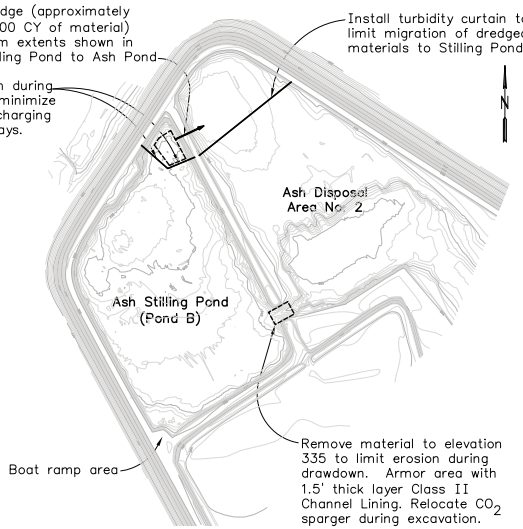 dge (approximately
00 CY of material)
m extents shown in
ling Pond to Ash Pond
during
minimize
charging
ays.
Install turbidity curtain to
limit migration of dredged
materials to Stilling Pond
N
Ash Disposal
Area No. 2
Ash Stilling Pond
(Pond B)
Boat ramp area
Remove material to elevation
335 to limit erosion during
drawdown. Armor area with
1.5' thick layer Class II
Channel Lining. Relocate CO2
sparger during excavation.